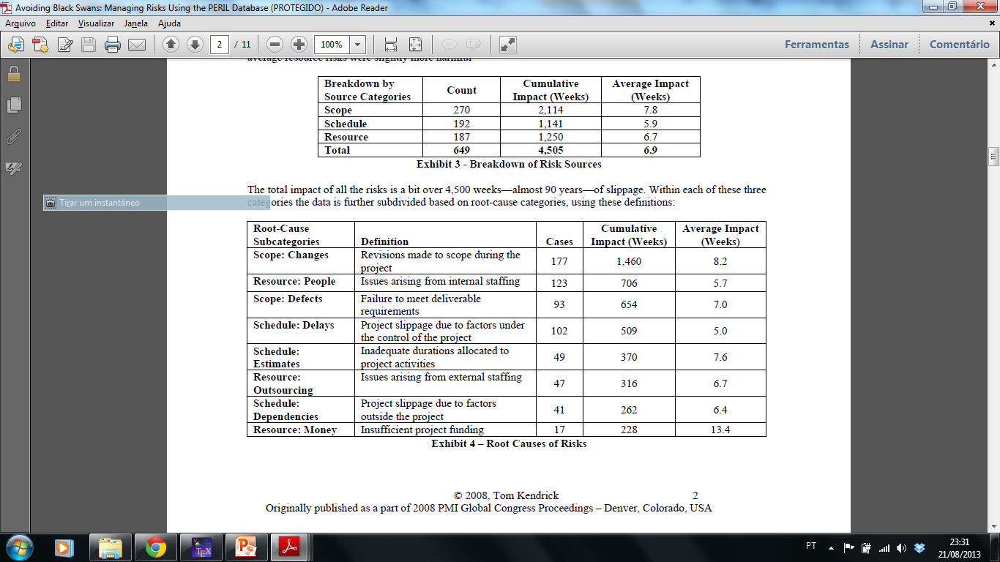 Avoiding Black Swans: Managing Risks Using the PERIL Database (PROTEGIDO) - Adobe Reader
Arquivo Editar Visualizar Janela Ajuda
2 / 11 100% Ferramentas Assinar Comentário
average resource risks were slightly more harmful
Breakdown by Source Categories Count Cumulative Impact (Weeks) Average Impact (Weeks)
Scope 270 2,114 7.8
Schedule 192 1,141 5.9
Resource 187 1,250 6.7
Total 649 4,505 6.9
Exhibit 3 - Breakdown of Risk Sources
The total impact of all the risks is a bit over 4,500 weeks—almost 90 years—of slippage. Within each of these three
Tirar um instantâneo
categories the data is further subdivided based on root-cause categories, using these definitions:
Root-Cause Subcategories Definition Cases Cumulative Impact (Weeks) Average Impact (Weeks)
Scope: Changes Revisions made to scope during the project 177 1,460 8.2
Resource: People Issues arising from internal staffing 123 706 5.7
Scope: Defects Failure to meet deliverable requirements 93 654 7.0
Schedule: Delays Project slippage due to factors under the control of the project 102 509 5.0
Schedule: Estimates Inadequate durations allocated to project activities 49 370 7.6
Resource: Outsourcing Issues arising from external staffing 47 316 6.7
Schedule: Dependencies Project slippage due to factors outside the project 41 262 6.4
Resource: Money Insufficient project funding 17 228 13.4
Exhibit 4 – Root Causes of Risks
© 2008, Tom Kendrick 2
Originally published as a part of 2008 PMI Global Congress Proceedings – Denver, Colorado, USA
TEX
PT
23:31
21/08/2013